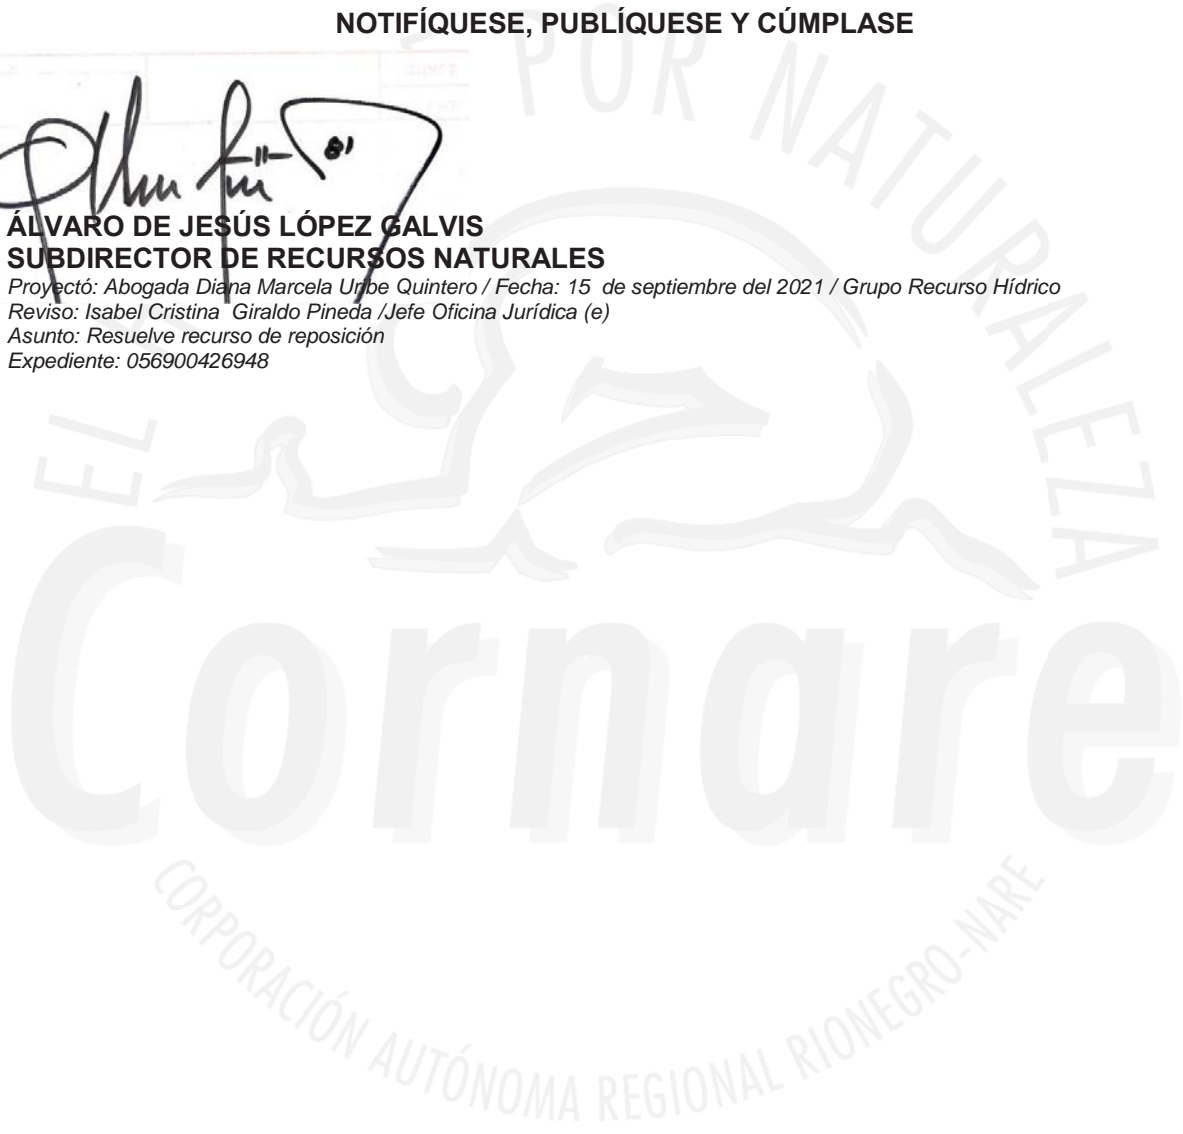 NOTIFÍQUESE, PUBLÍQUESE Y CÚMPLASE
ÁLVARO DE JESÚS LÓPEZ GALVIS
SUBDIRECTOR DE RECURSOS NATURALES
Proyectó: Abogada Diana Marcela Uribe Quintero / Fecha: 15 de septiembre del 2021 / Grupo Recurso Hídrico
Reviso: Isabel Cristina Giraldo Pineda /Jefe Oficina Jurídica (e)
Asunto: Resuelve recurso de reposición
Expediente: 056900426948
EL POR NATURALEZA
Cornare
CORPORACIÓN AUTÓNOMA REGIONAL RIONEGRO-NARE